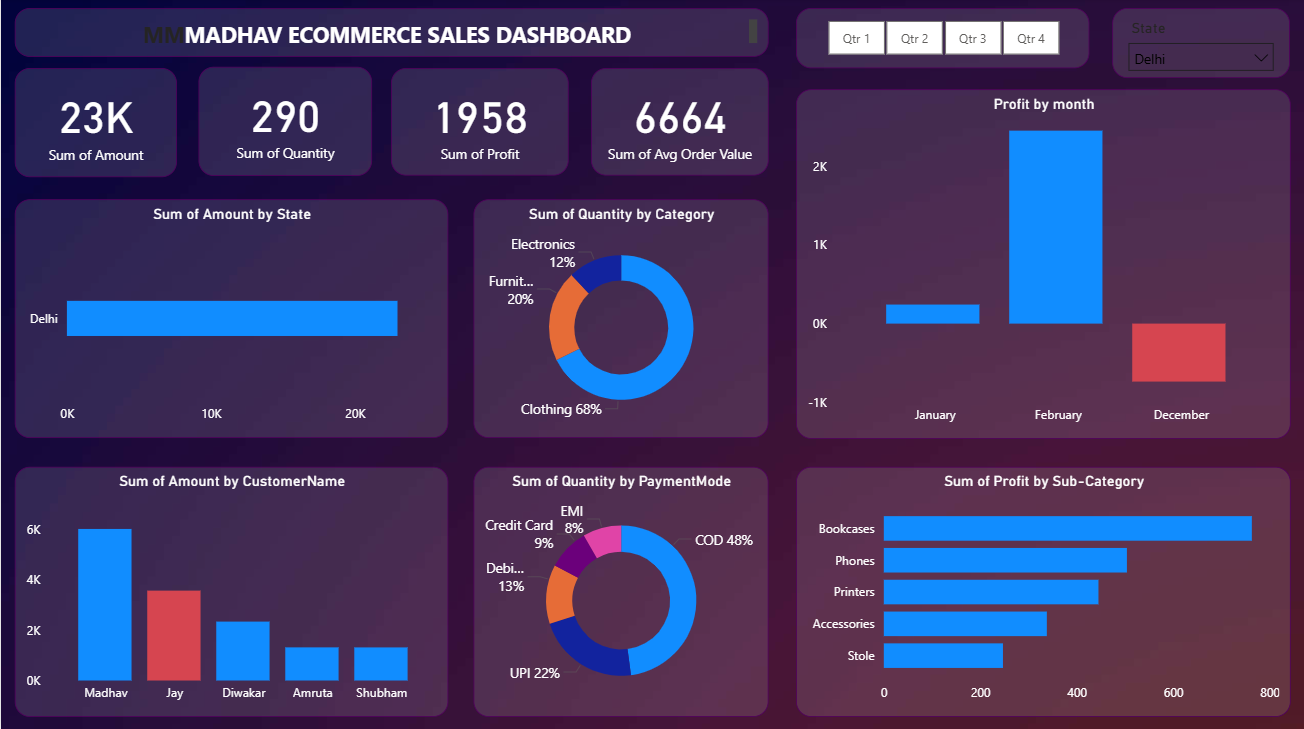 MMMADHAV ECOMMERCE SALES DASHBOARD
Qtr 1
Qtr 2
Qtr 3
Qtr 4
State
Delhi
23K
Sum of Amount
290
Sum of Quantity
1958
Sum of Profit
6664
Sum of Avg Order Value
Profit by month
2K
1K
0K
-1K
January
February
December
Sum of Amount by State
Delhi
0K
10K
20K
Sum of Quantity by Category
Electronics
12%
Furnit...
20%
Clothing 68%
Sum of Amount by CustomerName
6K
4K
2K
0K
Madhav
Jay
Diwakar
Amruta
Shubham
Sum of Quantity by PaymentMode
EMI
8%
Credit Card
9%
COD 48%
Debi...
13%
UPI 22%
Sum of Profit by Sub-Category
Bookcases
Phones
Printers
Accessories
Stole
0
200
400
600
800